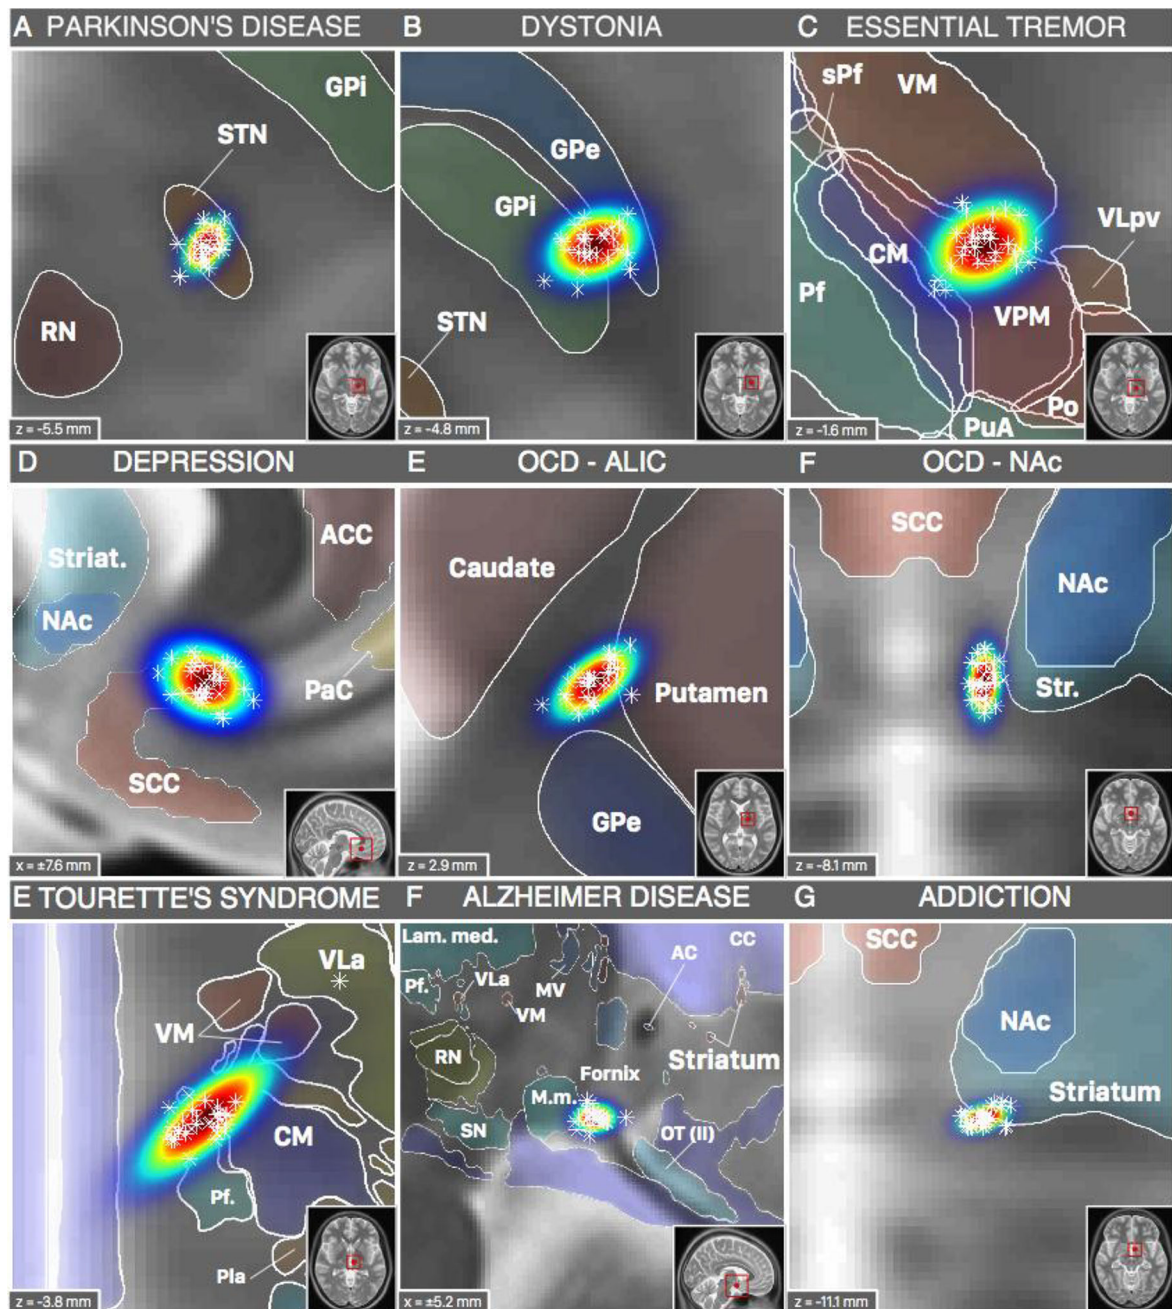 A PARKINSON'S DISEASE
GPi
STN
RN
z = -5.5 mm
B DYSTONIA
GPe
GPi
STN
z = -4.8 mm
C ESSENTIAL TREMOR
sPf
VM
VLpv
CM
Pf
VPM
Po
PuA
z = -1.6 mm
D DEPRESSION
ACC
Striat.
NAc
PaC
SCC
x = ±7.6 mm
E OCD - ALIC
Caudate
Putamen
GPe
z = 2.9 mm
F OCD - NAc
SCC
NAc
Str.
z = -8.1 mm
E TOURETTE'S SYNDROME
VLa
VM
CM
Pf.
Pla
z = -3.8 mm
F ALZHEIMER DISEASE
Lam. med.
AC
CC
Pf.
VLa
MV
VM
RN
Striatum
Fornix
M.m.
SN
OT (II)
x = ±5.2 mm
G ADDICTION
SCC
NAc
Striatum
z = -11.1 mm